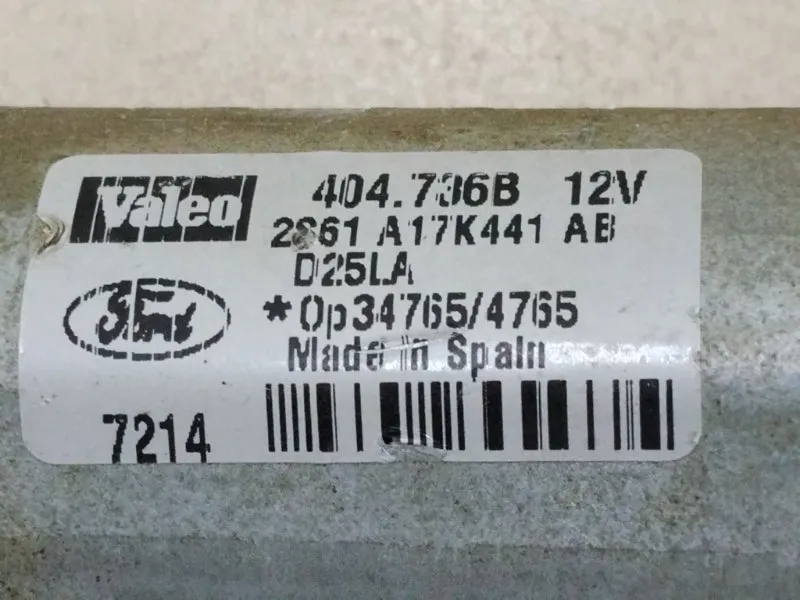 Valeo
404.736B 12V
2S61 A17K441 AB
D25LA
*Op34765/4765
Made in Spain
7214